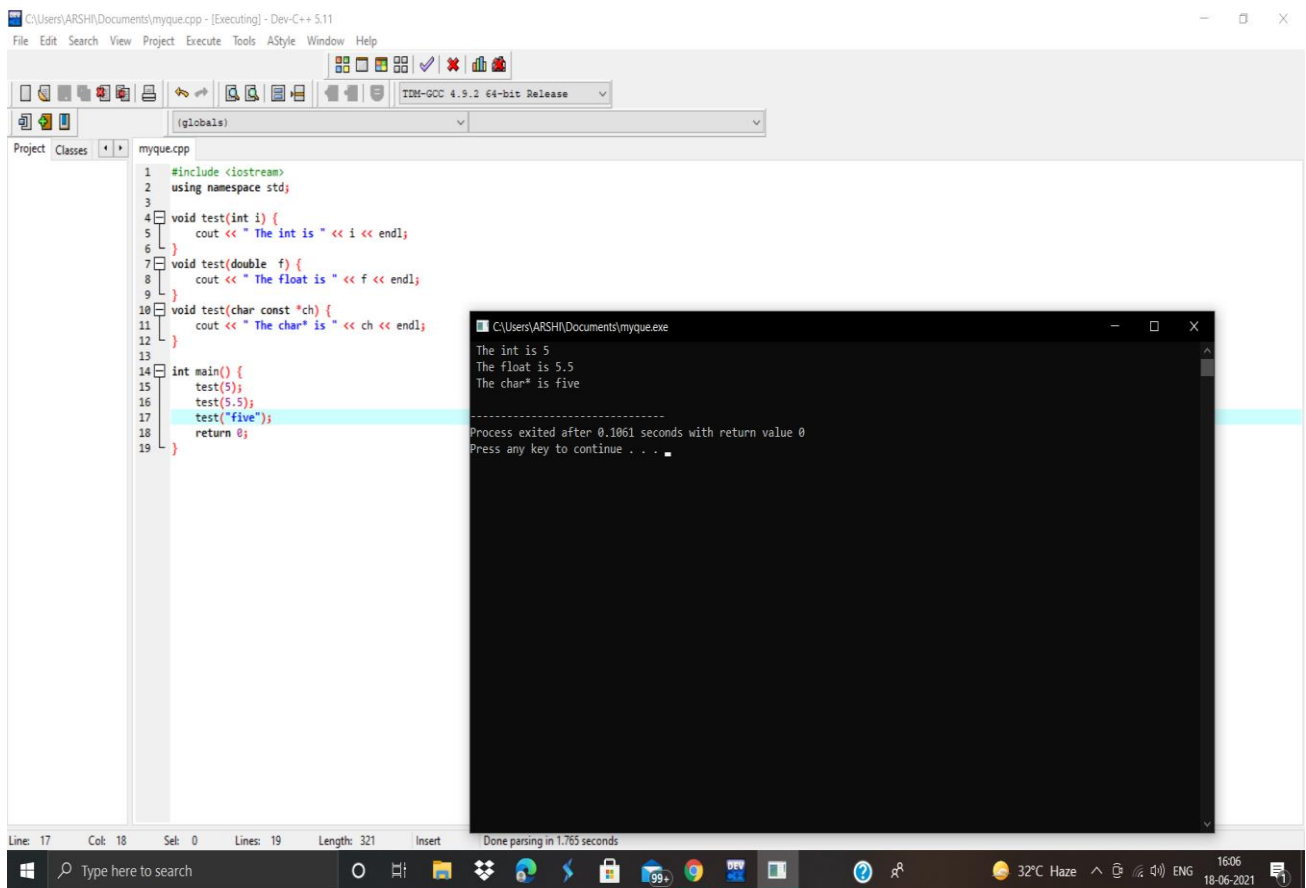 C:\Users\ARSHI\Documents\myque.cpp - [Executing] - Dev-C++ 5.11
File Edit Search View Project Execute Tools AStyle Window Help
TDM-GCC 4.9.2 64-bit Release
(globals)
Project Classes myque.cpp
1 #include <iostream>
2 using namespace std;
3
4 void test(int i) {
5 cout << " The int is " << i << endl;
6 }
7 void test(double  f) {
8 cout << " The float is " << f << endl;
9 }
10 void test(char const *ch) {
11 cout << " The char* is " << ch << endl;
12 }
13
14 int main() {
15 test(5);
16 test(5.5);
17 test("five");
18 return 0;
19 }
C:\Users\ARSHI\Documents\myque.exe
The int is 5
The float is 5.5
The char* is five
--------------------------------
Process exited after 0.1061 seconds with return value 0
Press any key to continue . . .
Line: 17 Col: 18 Sel: 0 Lines: 19 Length: 321 Insert Done parsing in 1.765 seconds
Type here to search
99+
DEV
32°C Haze
ENG
16:06
18-06-2021
1